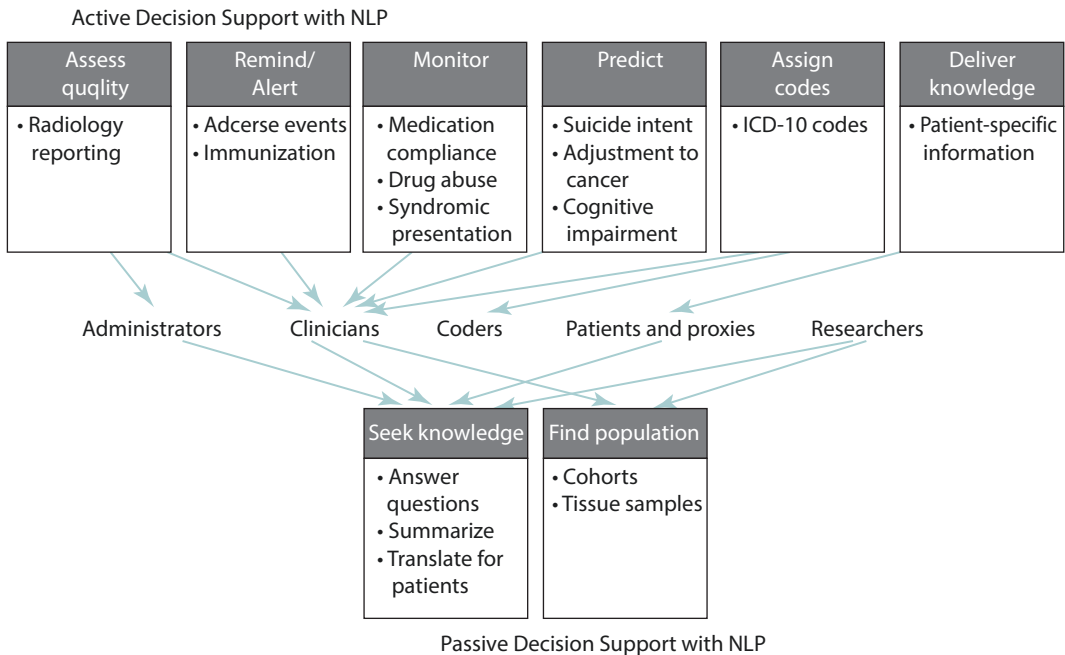 Active Decision Support with NLP
Assess
quqlity
• Radiology
reporting
Remind/
Alert
• Adcerse events
• Immunization
Monitor
• Medication
compliance
• Drug abuse
• Syndromic
presentation
Predict
• Suicide intent
• Adjustment to
cancer
• Cognitive
impairment
Assign
codes
• ICD-10 codes
Deliver
knowledge
• Patient-specific
information
Administrators
Clinicians
Coders
Patients and proxies
Researchers
Seek knowledge
• Answer
questions
• Summarize
• Translate for
patients
Find population
• Cohorts
• Tissue samples
Passive Decision Support with NLP